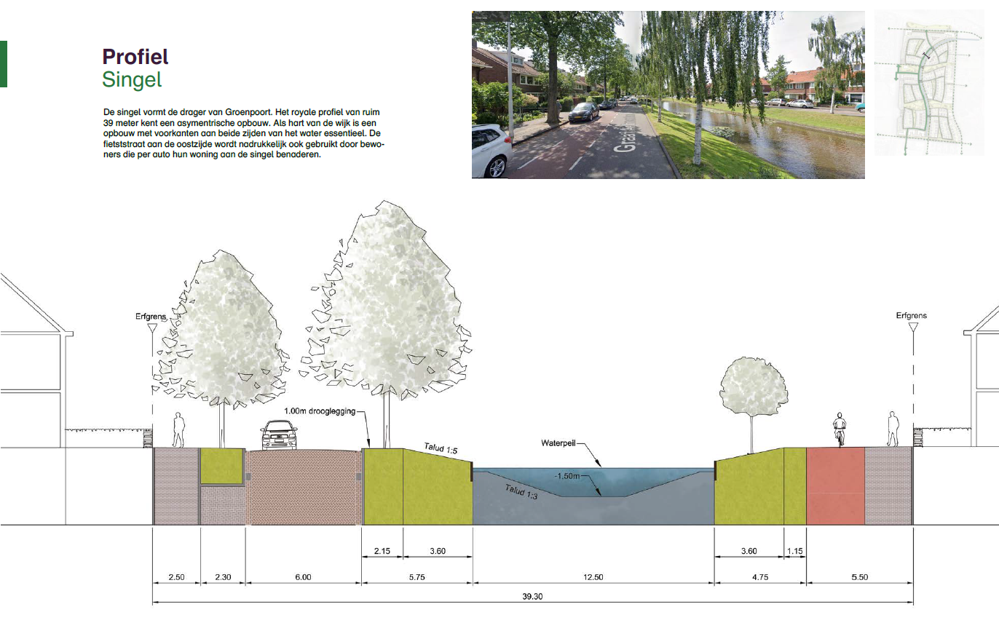 Profiel
Singel
De singel vormt de drager van Groenpoort. Het royale profiel van ruim
39 meter kent een asymentrische opbouw. Als hart van de wijk is een
opbouw met voorkanten aan beide zijden van het water essentieel. De
fietststraat aan de oostzijde wordt nadrukkelijk ook gebruikt door bewo-
ners die per auto hun woning aan de singel benaderen.
Graaf
Erfgrens
Erfgrens
1.00m drooglegging
Talud 1:5
Waterpeil
-1.50m
Talud 1:3
2.15
3.60
3.60
1.15
2.50
2.30
6.00
5.75
12.50
4.75
5.50
39.30